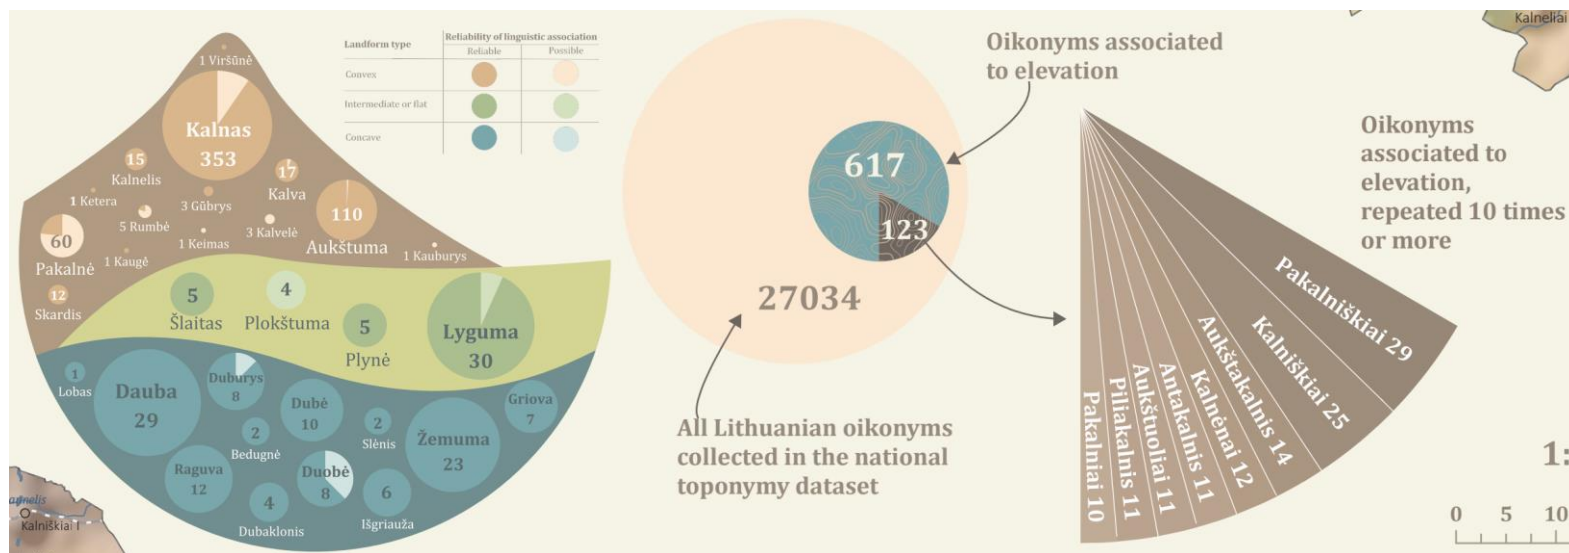 1 Viršūnė
Kalnas
353
15
Kalnelis
17
Kalva
1 Ketera
3 Gūbrys
110
Aukštuma
5 Rumbė
3 Kalvelė
1 Keimas
60
Pakalnė
1 Kaugė
1 Kauburys
12
Skardis
5
Šlaitas
4
Plokštuma
5
Plynė
Lyguma
30
1
Lobas
Dauba
29
Duburys
8
Dubė
10
2
Bedugnė
2
Slėnis
Griova
7
Žemuma
23
Raguva
12
Duobė
8
4
Dubaklonis
6
Išgriauža
Landform type
Reliability of linguistic association
Reliable
Possible
Convex
Intermediate or flat
Concave
Oikonyms associated
to elevation
617
123
27034
All Lithuanian oikonyms
collected in the national
toponymy dataset
Oikonyms
associated to
elevation,
repeated 10 times
or more
Pakalniškiai 29
Kalniškiai 25
Aukštakalnis 14
Kalnėnai 12
Antakalnis 11
Aukštuoliai 11
Piliakalnis 11
Pakalniai 10
Kalneliai
Kalniškiai I
1:
0 5 10